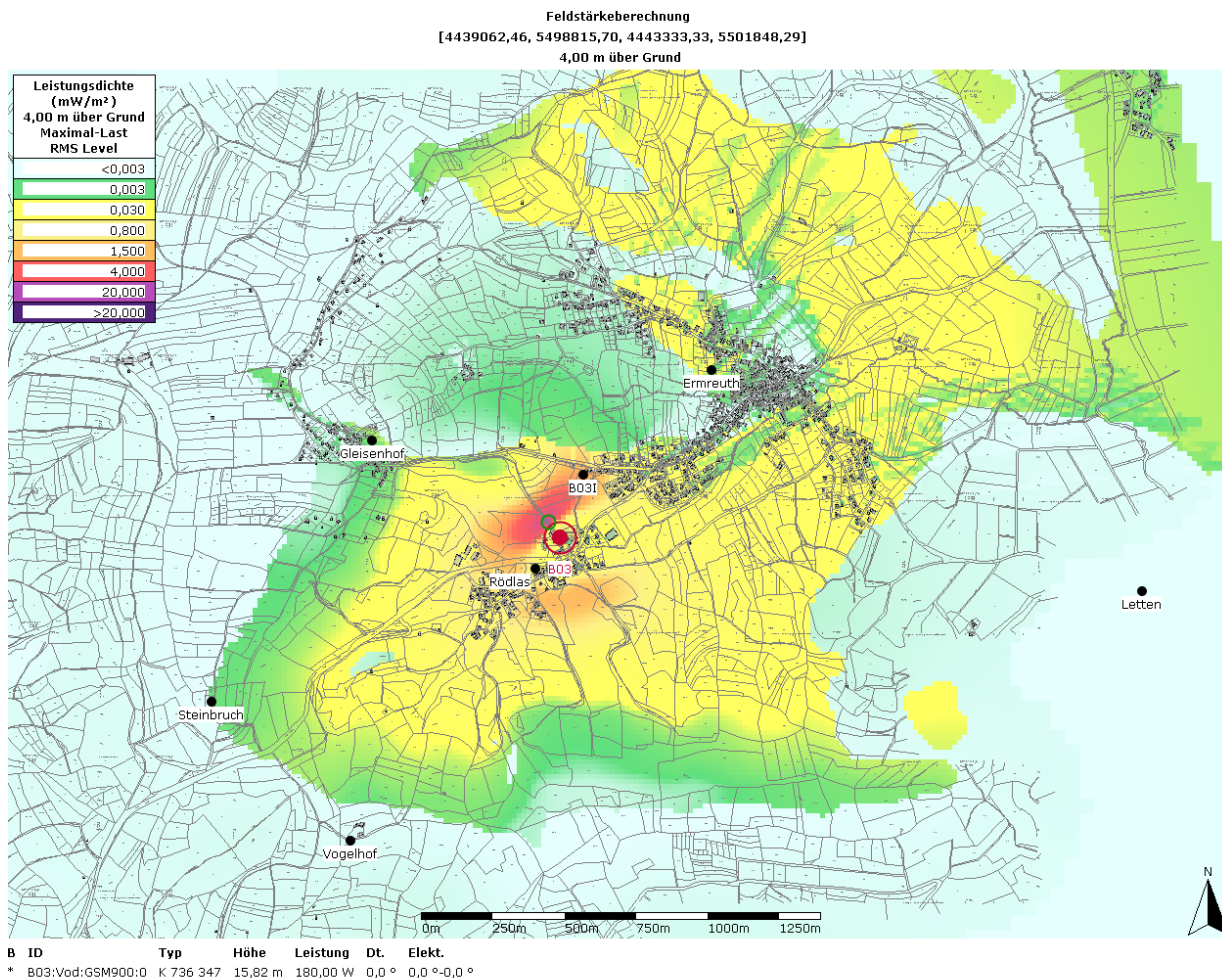 Feldstärkeberechnung
[4439062,46, 5498815,70, 4443333,33, 5501848,29]
4,00 m über Grund
Leistungsdichte
(mW/m²)
4,00 m über Grund
Maximal-Last
RMS Level
<0,003
0,003
0,030
0,800
1,500
4,000
20,000
>20,000
Ermreuth
Gleisenhof
B03I
B03
Rödlas
Letten
Steinbruch
Vogelhof
N
0m 250m 500m 750m 1000m 1250m
B ID Typ Höhe Leistung Dt. Elekt.
* B03:Vod:GSM900:0 K 736 347 15,82 m 180,00 W 0,0 ° 0,0 °-0,0 °